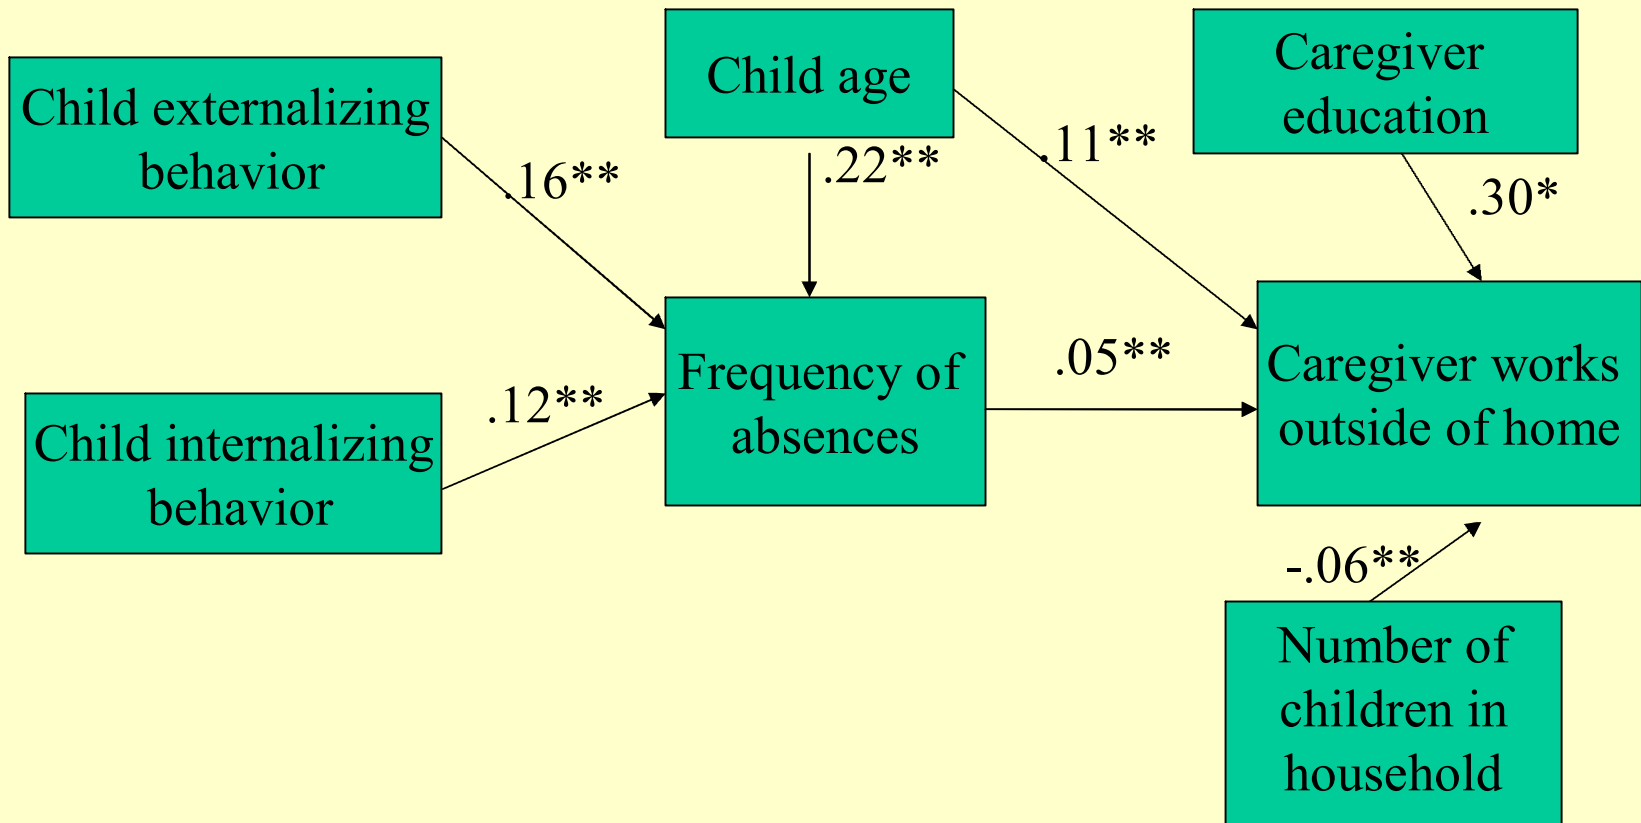 Child externalizing
behavior
Child age
Caregiver
education
.16**
.22**
.11**
.30*
Child internalizing
behavior
.12**
Frequency of
absences
.05**
Caregiver works
outside of home
-.06**
Number of
children in
household